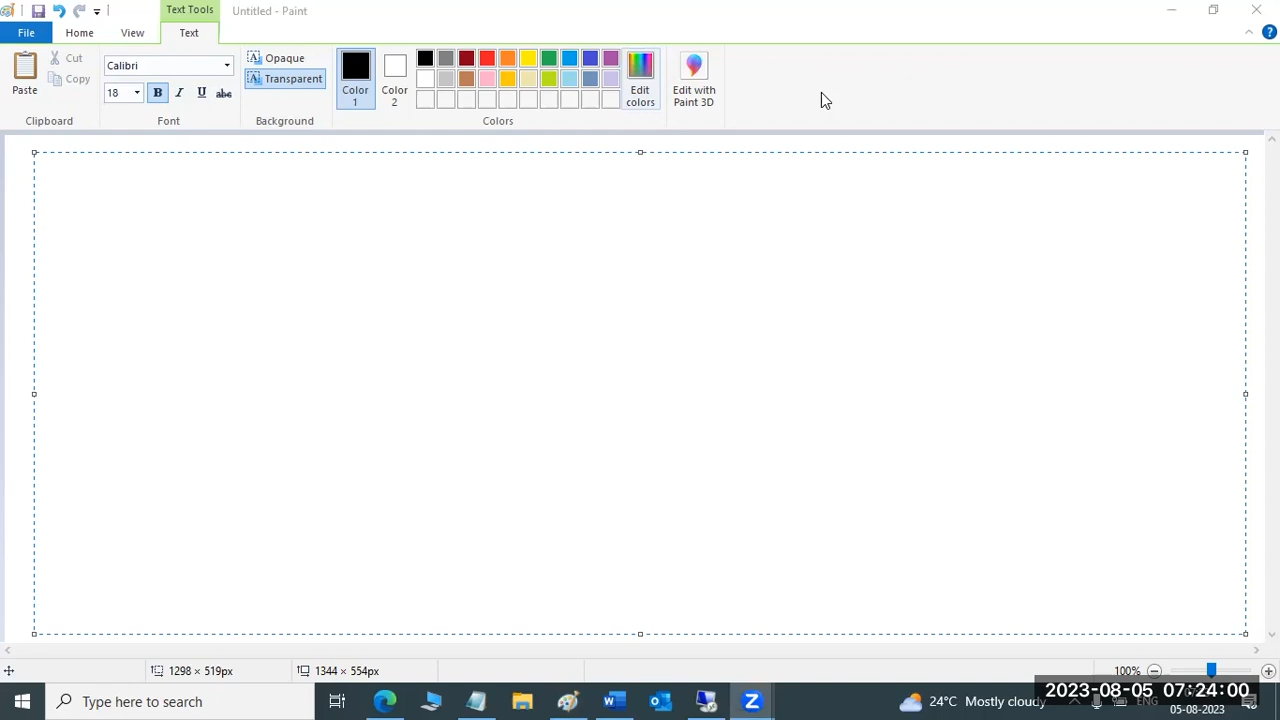 Text Tools
Untitled - Paint
File
Home
View
Text
Paste
Cut
Copy
Clipboard
Calibri
18
B
I
U
abc
Font
Opaque
Transparent
Background
Color
1
Color
2
Edit
colors
Colors
Edit with
Paint 3D
1298 × 519px
1344 × 554px
100%
Type here to search
24°C Mostly cloudy
ENG
2023-08-05 07:24:00
05-08-2023